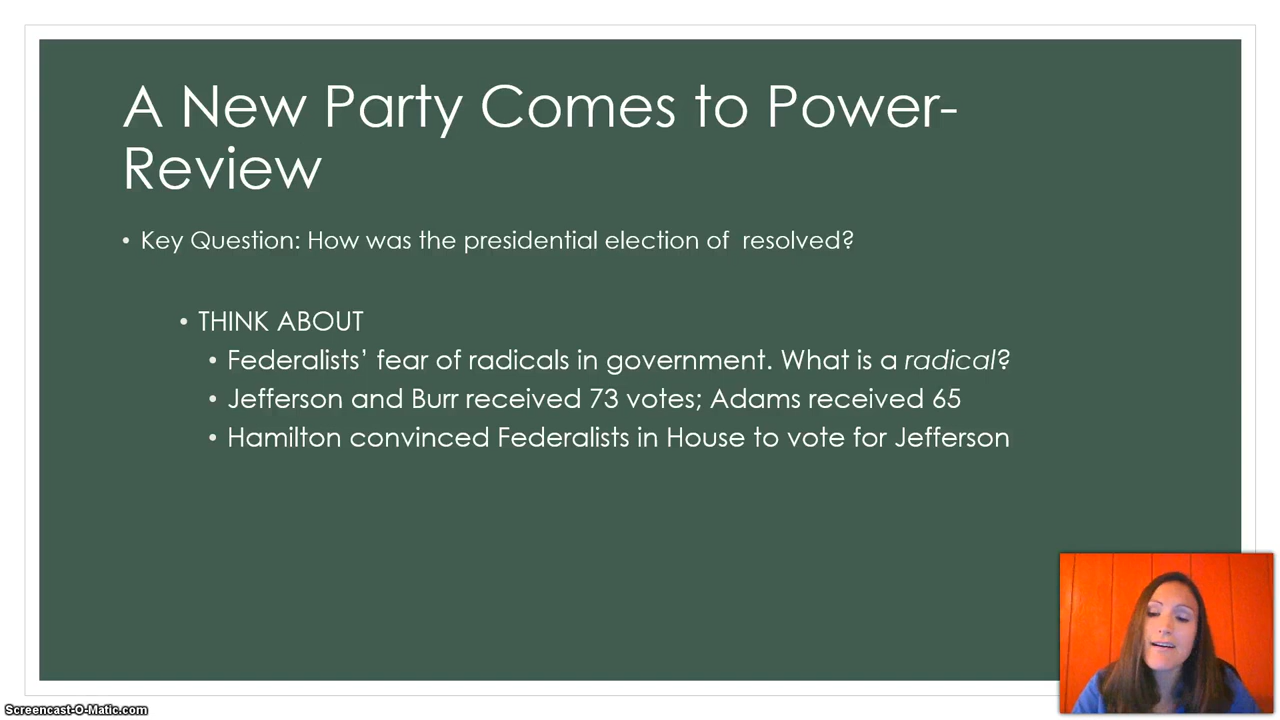 A New Party Comes to Power-
Review
• Key Question: How was the presidential election of  resolved?
• THINK ABOUT
• Federalists’ fear of radicals in government. What is a radical?
• Jefferson and Burr received 73 votes; Adams received 65
• Hamilton convinced Federalists in House to vote for Jefferson
Screencast-O-Matic.com